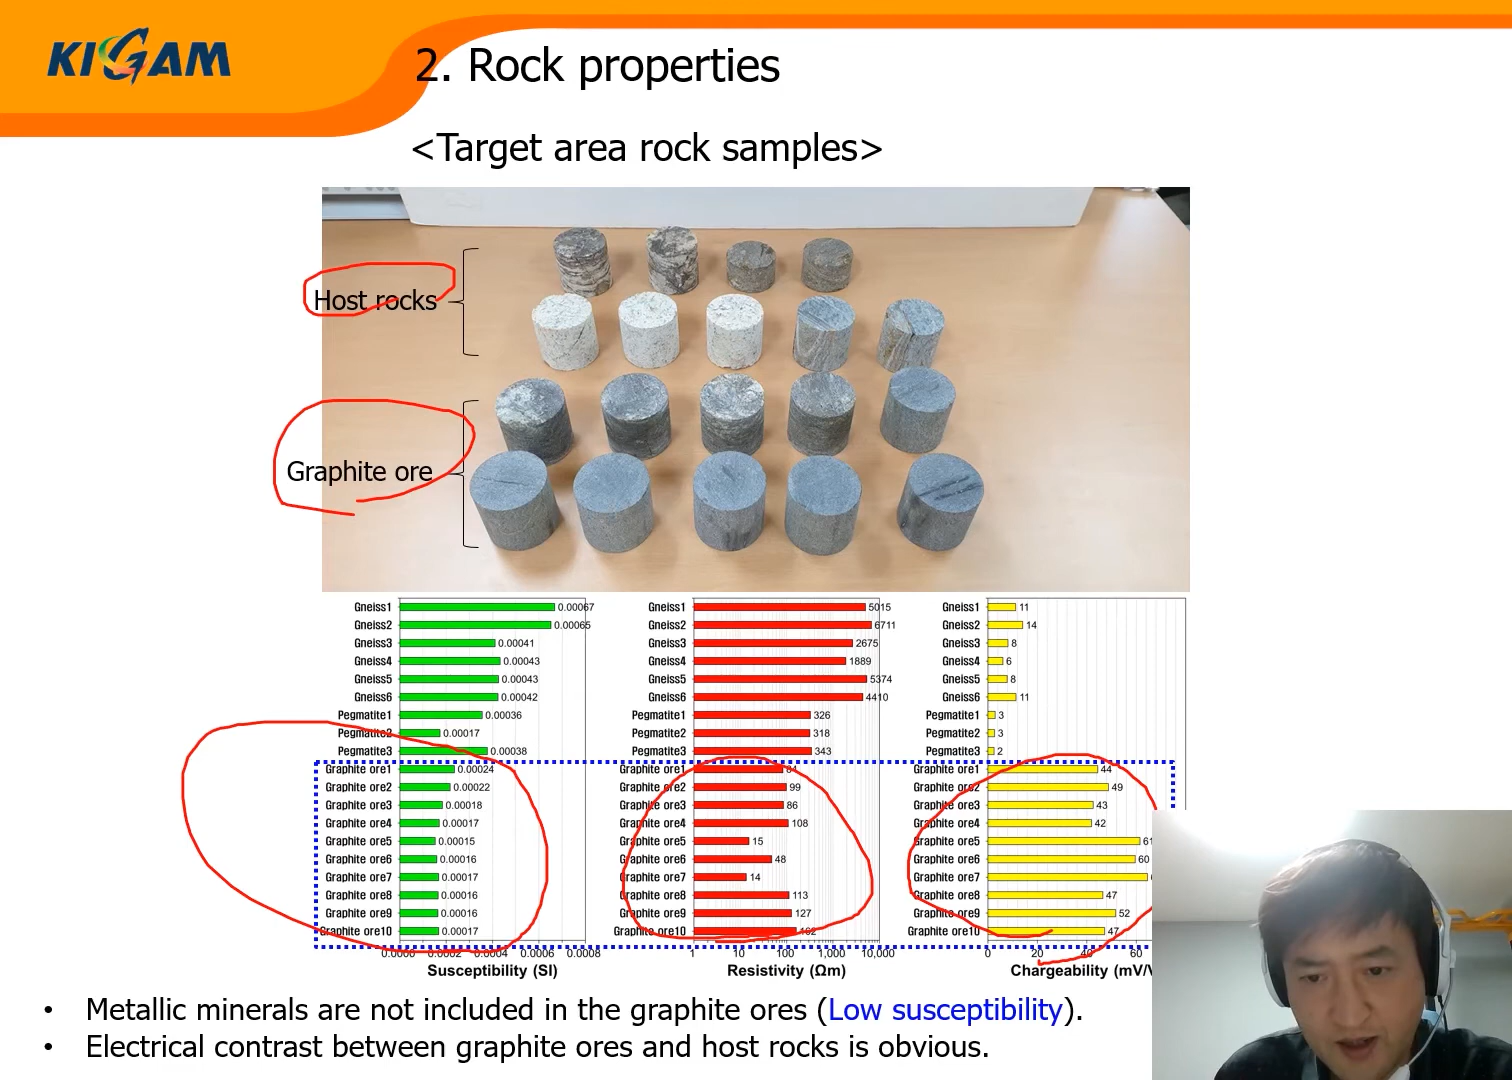 KIGAM
2. Rock properties
<Target area rock samples>
Host rocks
Graphite ore
Gneiss1 0.00067
Gneiss2 0.00065
Gneiss3 0.00041
Gneiss4 0.00043
Gneiss5 0.00043
Gneiss6 0.00042
Pegmatite1 0.00036
Pegmatite2 0.00017
Pegmatite3 0.00038
Graphite ore1 0.00024
Graphite ore2 0.00022
Graphite ore3 0.00018
Graphite ore4 0.00017
Graphite ore5 0.00015
Graphite ore6 0.00016
Graphite ore7 0.00017
Graphite ore8 0.00016
Graphite ore9 0.00016
Graphite ore10 0.00017
0.0000 0.0002 0.0004 0.0006 0.0008
Susceptibility (SI)
Gneiss1 5015
Gneiss2 6711
Gneiss3 2675
Gneiss4 1889
Gneiss5 5374
Gneiss6 4410
Pegmatite1 326
Pegmatite2 318
Pegmatite3 343
Graphite ore1
Graphite ore2 99
Graphite ore3 86
Graphite ore4 108
Graphite ore5 15
Graphite ore6 48
Graphite ore7 14
Graphite ore8 113
Graphite ore9 127
Graphite ore10
1 10 100 1,000 10,000
Resistivity (Ωm)
Gneiss1 11
Gneiss2 14
Gneiss3 8
Gneiss4 6
Gneiss5 8
Gneiss6 11
Pegmatite1 3
Pegmatite2 3
Pegmatite3 2
Graphite ore1 44
Graphite ore2 49
Graphite ore3 43
Graphite ore4 42
Graphite ore5 61
Graphite ore6 60
Graphite ore7
Graphite ore8 47
Graphite ore9 52
Graphite ore10 47
0 20 40 60
Chargeability (mV/V
• Metallic minerals are not included in the graphite ores (Low susceptibility).
• Electrical contrast between graphite ores and host rocks is obvious.